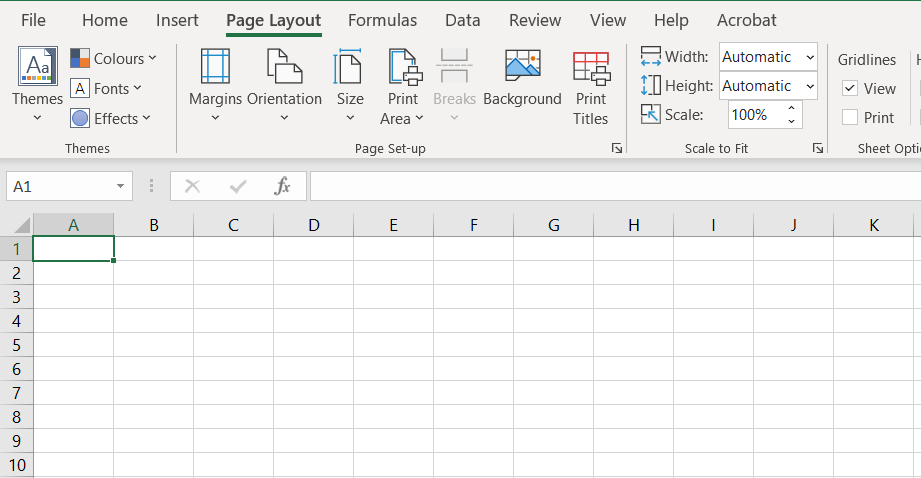 File Home Insert Page Layout Formulas Data Review View Help Acrobat
Aa
Themes
Colours
A Fonts
Effects
Themes
Margins
Orientation
Size
Print
Area
Breaks
Background
Print
Titles
Page Set-up
Width: Automatic
Height: Automatic
Scale: 100%
Scale to Fit
Gridlines
View
Print
Sheet Opti
A1
fx
A B C D E F G H I J K
1
2
3
4
5
6
7
8
9
10